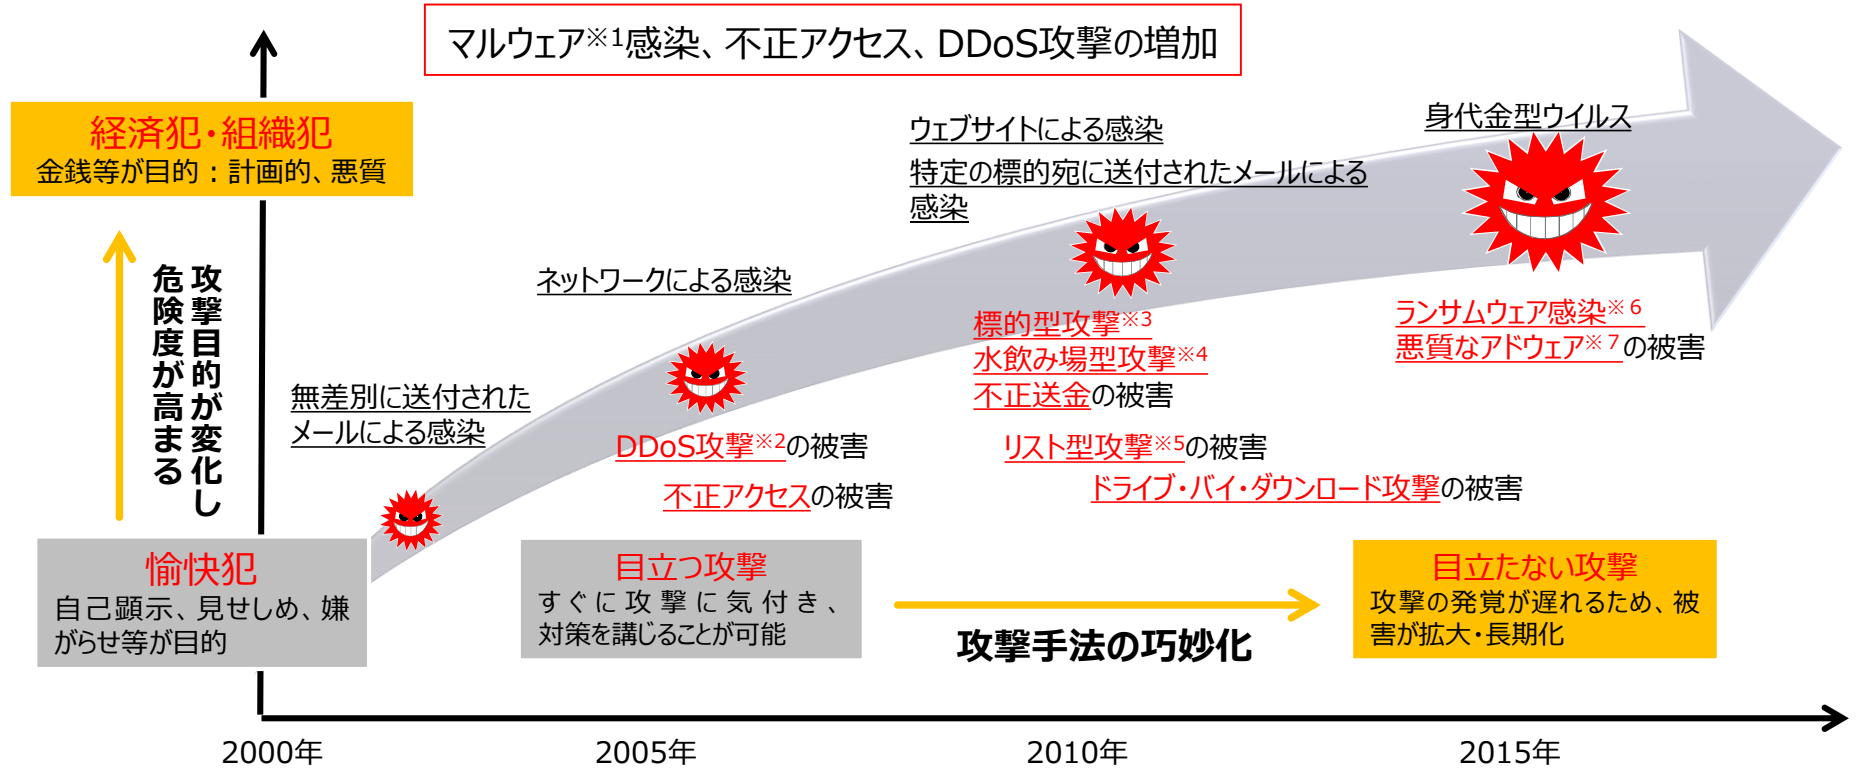 マルウェア※1感染、不正アクセス、DDoS攻撃の増加
経済犯・組織犯
金銭等が目的：計画的、悪質
攻撃目的が変化し
危険度が高まる
愉快犯
自己顕示、見せしめ、嫌
がらせ等が目的
無差別に送付された
メールによる感染
ネットワークによる感染
DDoS攻撃※2の被害
不正アクセスの被害
ウェブサイトによる感染
特定の標的宛に送付されたメールによる
感染
標的型攻撃※3
水飲み場型攻撃※4
不正送金の被害
リスト型攻撃※5の被害
ドライブ・バイ・ダウンロード攻撃の被害
身代金型ウイルス
ランサムウェア感染※6
悪質なアドウェア※7の被害
目立つ攻撃
すぐに攻撃に気付き、
対策を講じることが可能
攻撃手法の巧妙化
目立たない攻撃
攻撃の発覚が遅れるため、被
害が拡大・長期化
2000年
2005年
2010年
2015年